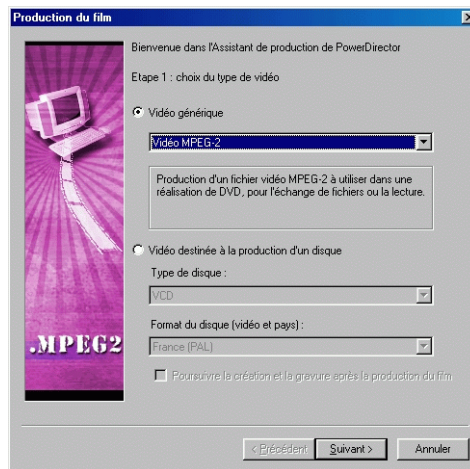 Production du film
Bienvenue dans l'Assistant de production de PowerDirector
Etape 1 : choix du type de vidéo
Vidéo générique
Vidéo MPEG-2
Production d'un fichier vidéo MPEG-2 à utiliser dans une
réalisation de DVD, pour l'échange de fichiers ou la lecture.
Vidéo destinée à la production d'un disque
Type de disque :
VCD
Format du disque (vidéo et pays) :
France (PAL)
Poursuivre la création et la gravure après la production du film
.MPEG2
< Précédent
Suivant >
Annuler